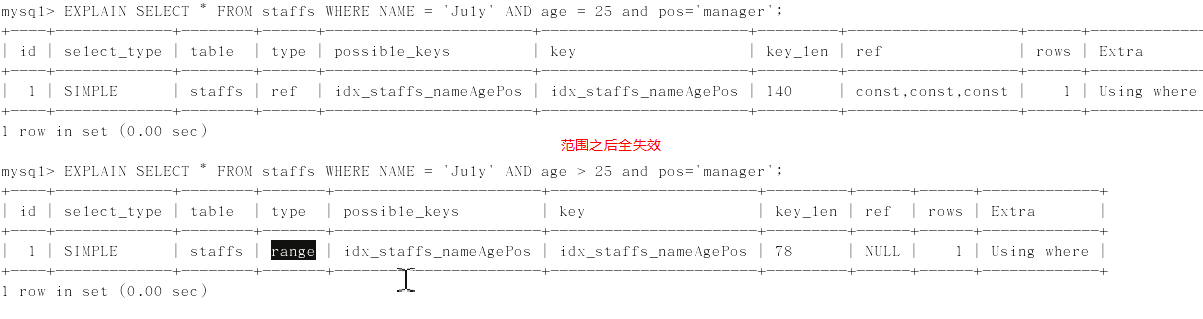 mysql> EXPLAIN SELECT * FROM staffs WHERE NAME = 'July' AND age = 25 and pos='manager';
+----+-------------+--------+------+-----------------------+-----------------------+---------+-------------------+------+-------------
| id | select_type | table | type | possible_keys | key | key_len | ref | rows | Extra
+----+-------------+--------+------+-----------------------+-----------------------+---------+-------------------+------+-------------
| 1 | SIMPLE | staffs | ref | idx_staffs_nameAgePos | idx_staffs_nameAgePos | 140 | const,const,const | 1 | Using where
+----+-------------+--------+------+-----------------------+-----------------------+---------+-------------------+------+-------------
1 row in set (0.00 sec)
范围之后全失效
mysql> EXPLAIN SELECT * FROM staffs WHERE NAME = 'July' AND age > 25 and pos='manager';
+----+-------------+--------+-------+-----------------------+-----------------------+---------+------+------+-------------+
| id | select_type | table | type | possible_keys | key | key_len | ref | rows | Extra |
+----+-------------+--------+-------+-----------------------+-----------------------+---------+------+------+-------------+
| 1 | SIMPLE | staffs | range | idx_staffs_nameAgePos | idx_staffs_nameAgePos | 78 | NULL | 1 | Using where |
+----+-------------+--------+-------+-----------------------+-----------------------+---------+------+------+-------------+
1 row in set (0.00 sec)